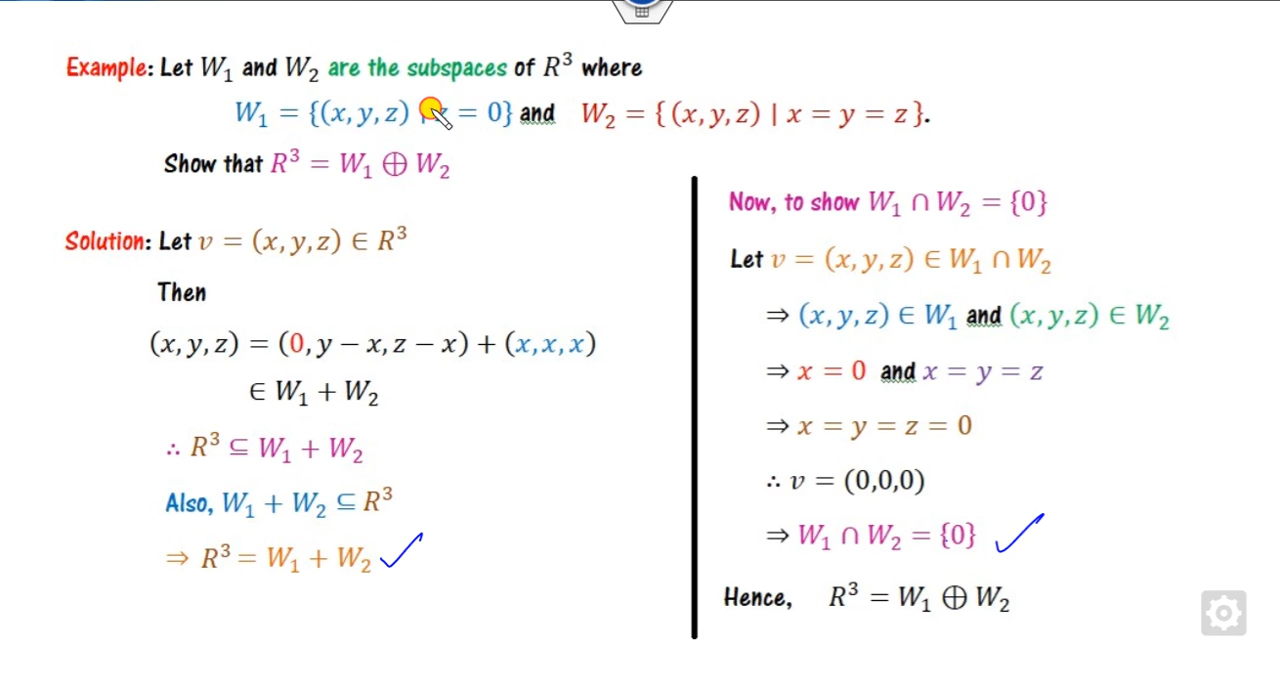 Example: Let W₁ and W₂ are the subspaces of R³ where
W₁ = {(x, y, z) = 0} and W₂ = { (x, y, z) | x = y = z }.
Show that R³ = W₁ ⊕ W₂
Solution: Let v = (x, y, z) ∈ R³
Then
(x, y, z) = (0, y − x, z − x) + (x, x, x)
∈ W₁ + W₂
∴ R³ ⊆ W₁ + W₂
Also, W₁ + W₂ ⊆ R³
⇒ R³ = W₁ + W₂
Now, to show W₁ ∩ W₂ = {0}
Let v = (x, y, z) ∈ W₁ ∩ W₂
⇒ (x, y, z) ∈ W₁ and (x, y, z) ∈ W₂
⇒ x = 0 and x = y = z
⇒ x = y = z = 0
∴ v = (0,0,0)
⇒ W₁ ∩ W₂ = {0}
Hence, R³ = W₁ ⊕ W₂